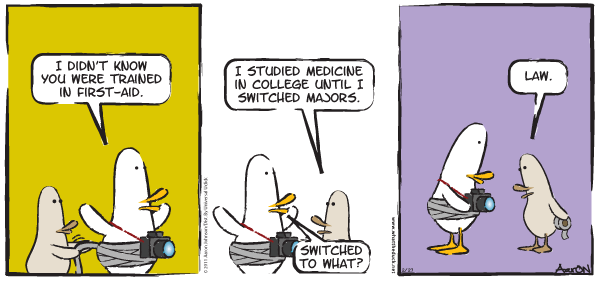 I DIDN'T KNOW
YOU WERE TRAINED
IN FIRST-AID.
I STUDIED MEDICINE
IN COLLEGE UNTIL I
SWITCHED MAJORS.
SWITCHED
TO WHAT?
LAW.
AARON